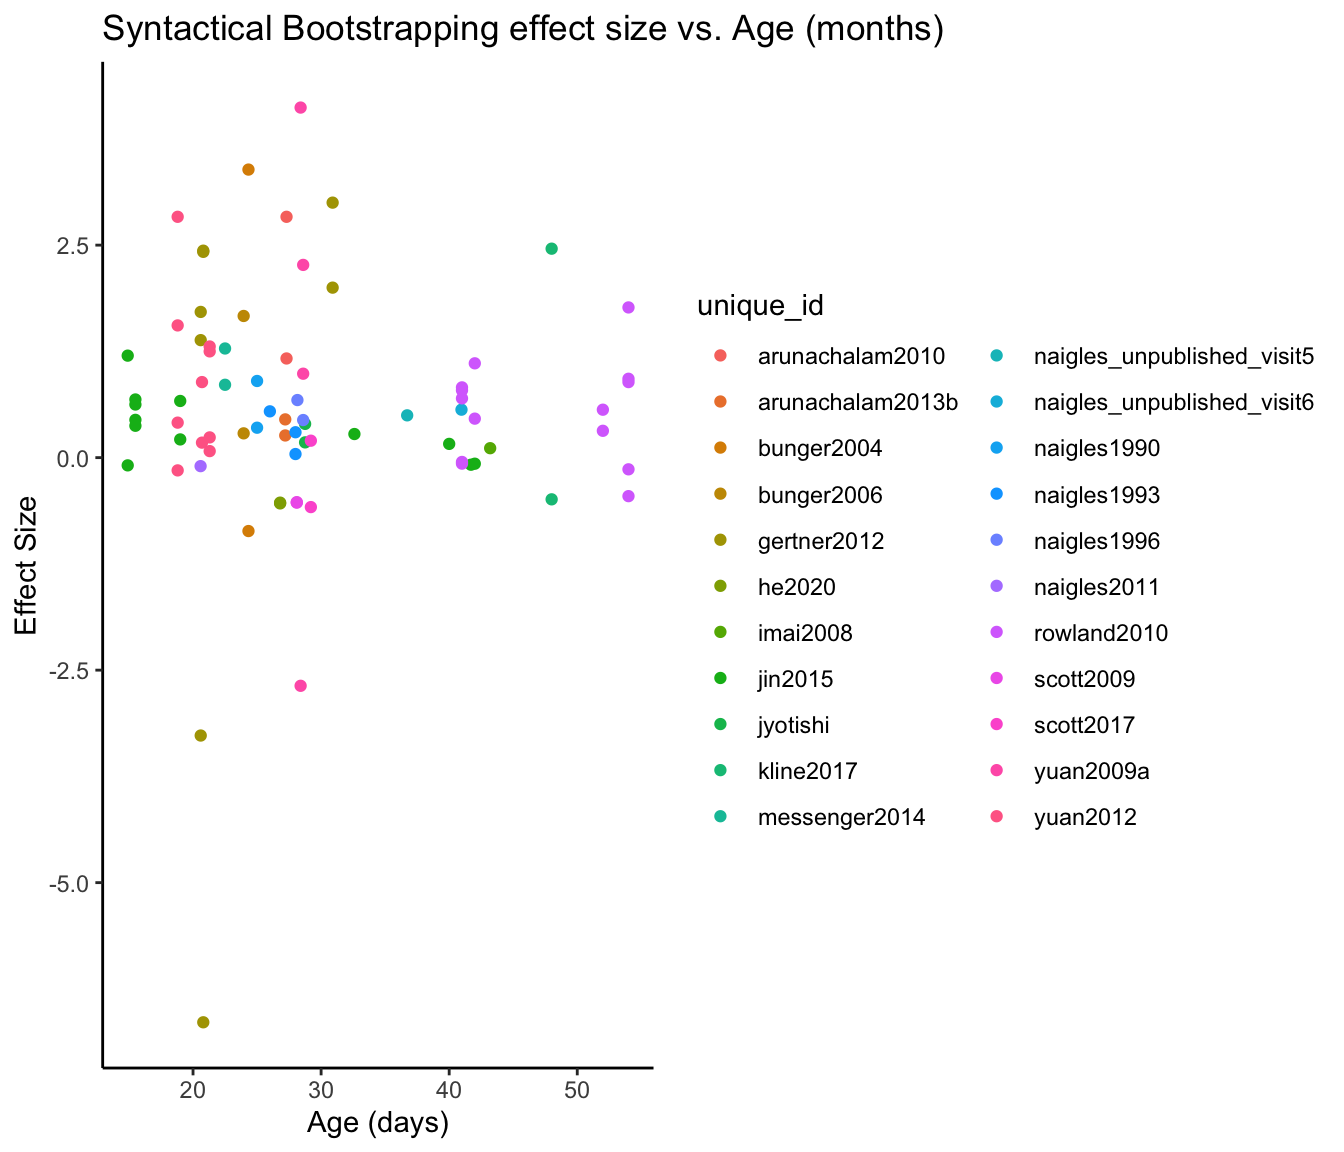 Syntactical Bootstrapping effect size vs. Age (months)
Effect Size
2.5
0.0
-2.5
-5.0
20 30 40 50
Age (days)
unique_id
arunachalam2010
arunachalam2013b
bunger2004
bunger2006
gertner2012
he2020
imai2008
jin2015
jyotishi
kline2017
messenger2014
naigles_unpublished_visit5
naigles_unpublished_visit6
naigles1990
naigles1993
naigles1996
naigles2011
rowland2010
scott2009
scott2017
yuan2009a
yuan2012